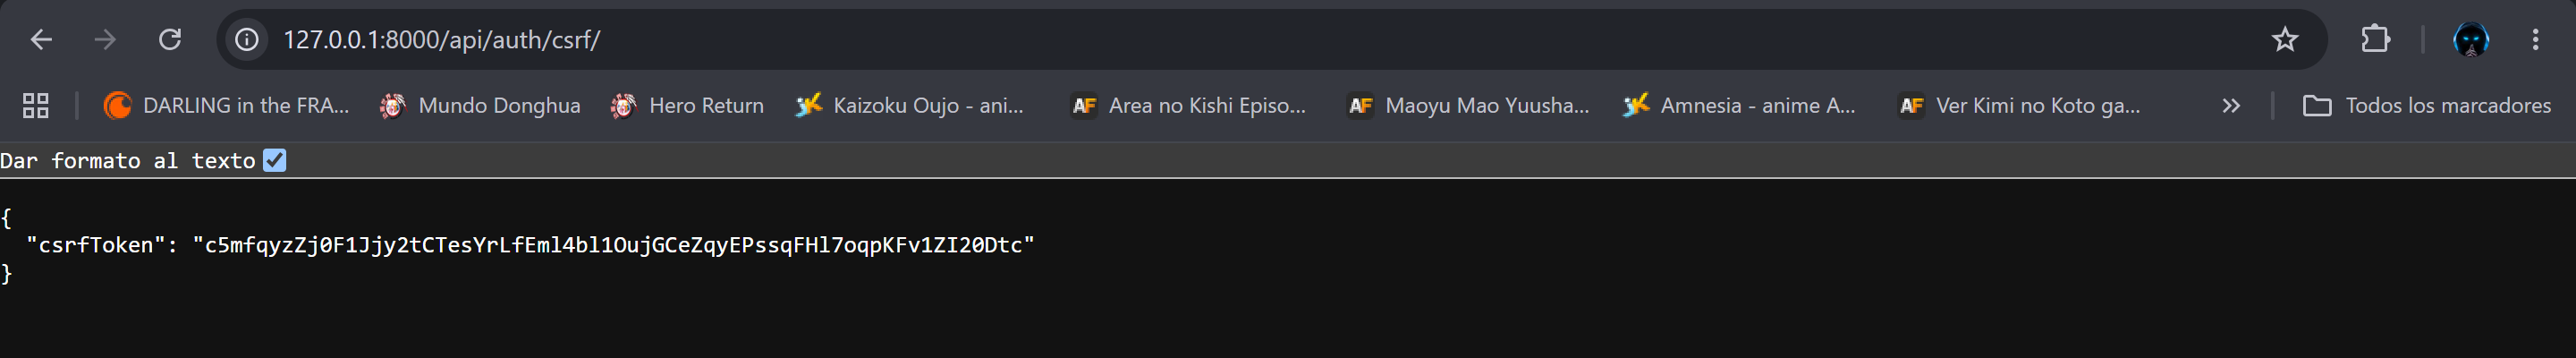 127.0.0.1:8000/api/auth/csrf/
DARLING in the FRA... Mundo Donghua Hero Return Kaizoku Oujo - ani... AF Area no Kishi Episo... AF Maoyu Mao Yuusha... Amnesia - anime A... AF Ver Kimi no Koto ga... Todos los marcadores
Dar formato al texto
{
"csrfToken": "c5mfqyzZj0F1Jjy2tCTesYrLfEml4bl1OujGCeZqyEPssqFHl7oqpKFv1ZI20Dtc"
}